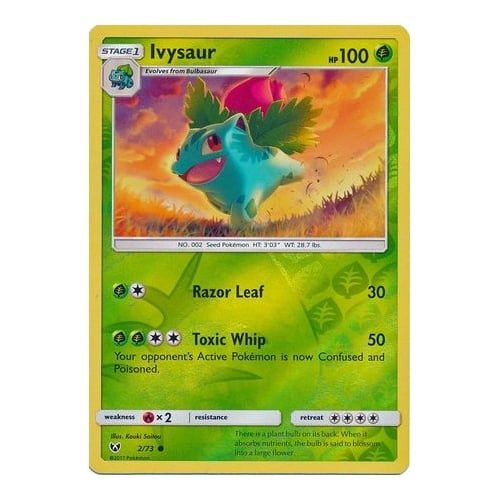 STAGE 1 Ivysaur HP 100
Evolves from Bulbasaur
NO. 002 Seed Pokémon HT: 3'03" WT: 28.7 lbs.
Razor Leaf 30
Toxic Whip 50
Your opponent's Active Pokémon is now Confused and
Poisoned.
weakness ×2 resistance retreat
Illus. Kouki Saitou
2/73
©2017 Pokémon
There is a plant bulb on its back. When it
absorbs nutrients, the bulb is said to blossom
into a large flower.